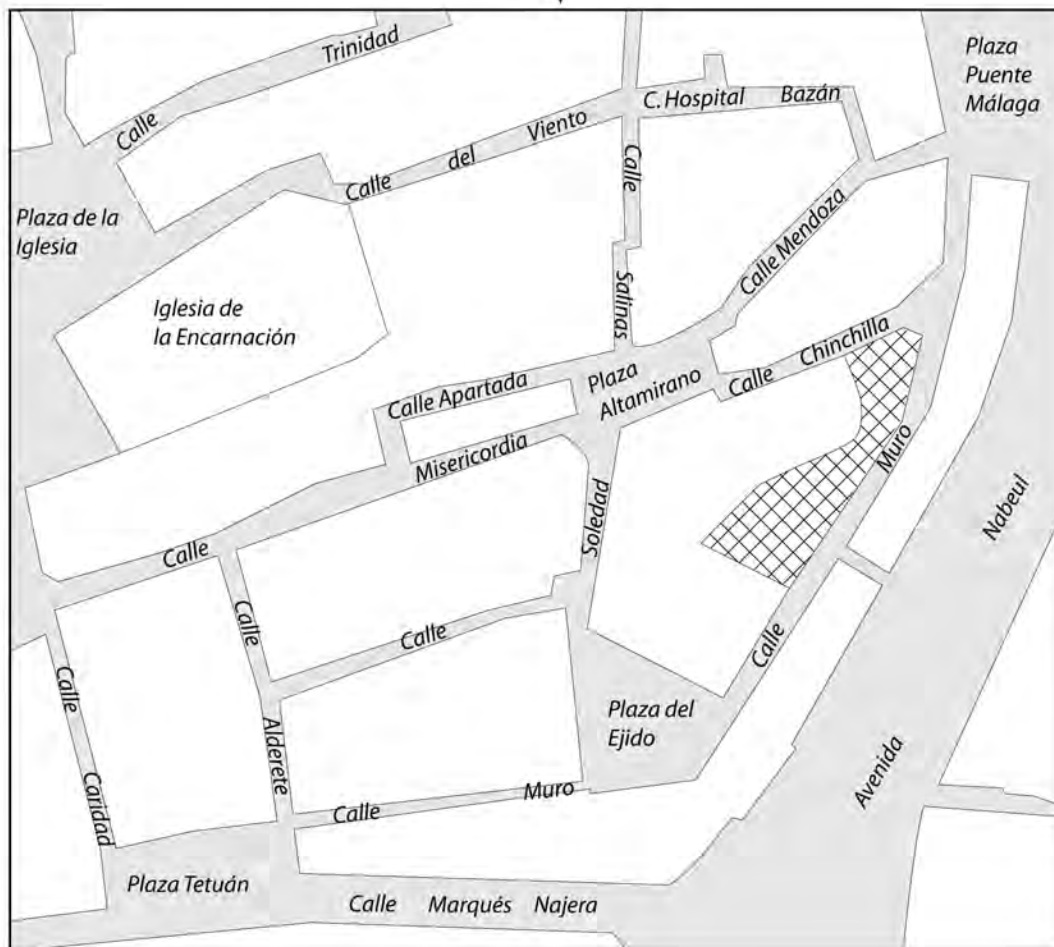 Calle Trinidad
Plaza
Puente
Málaga
C. Hospital Bazán
Calle del Viento
Calle Salinas
Plaza de la
Iglesia
Calle Mendoza
Iglesia de
la Encarnación
Calle Chinchilla
Calle Apartada
Plaza
Altamirano
Calle Misericordia
Soledad
Calle Muro
Avenida Nabeul
Calle
Calle Alderete
Calle Caridad
Plaza del
Ejido
Calle Muro
Plaza Tetuán
Calle Marqués Najera